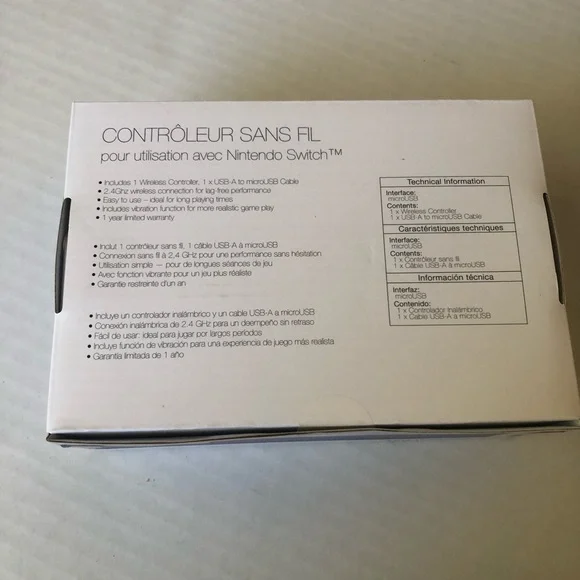 CONTRÔLEUR SANS FIL
pour utilisation avec Nintendo Switch™
• Includes 1 Wireless Controller, 1 x USB-A to microUSB Cable
• 2.4Ghz wireless connection for lag-free performance
• Easy to use – ideal for long playing times
• Includes vibration function for more realistic game play
• 1 year limited warranty
• Inclut 1 contrôleur sans fil, 1 câble USB-A à microUSB
• Connexion sans fil à 2,4 GHz pour une performance sans hésitation
• Utilisation simple — pour de longues séances de jeu
• Avec fonction vibrante pour un jeu plus réaliste
• Garantie restreinte d'un an
• Incluye un controlador inalámbrico y un cable USB-A a microUSB
• Conexión inalámbrica de 2.4 GHz para un desempeño sin retraso
• Fácil de usar: ideal para jugar por largos períodos
• Incluye función de vibración para una experiencia de juego más realista
• Garantía limitada de 1 año
Technical Information
Interface:
microUSB
Contents:
1 x Wireless Controller
1 x USB-A to microUSB Cable
Caractéristiques techniques
Interface:
microUSB
Contents:
1 x Contrôleur sans fil
1 x Câble USB-A à microUSB
Información técnica
Interfaz:
microUSB
Contenido:
1 x Controlador Inalámbrico
1 x Cable USB-A a microUSB